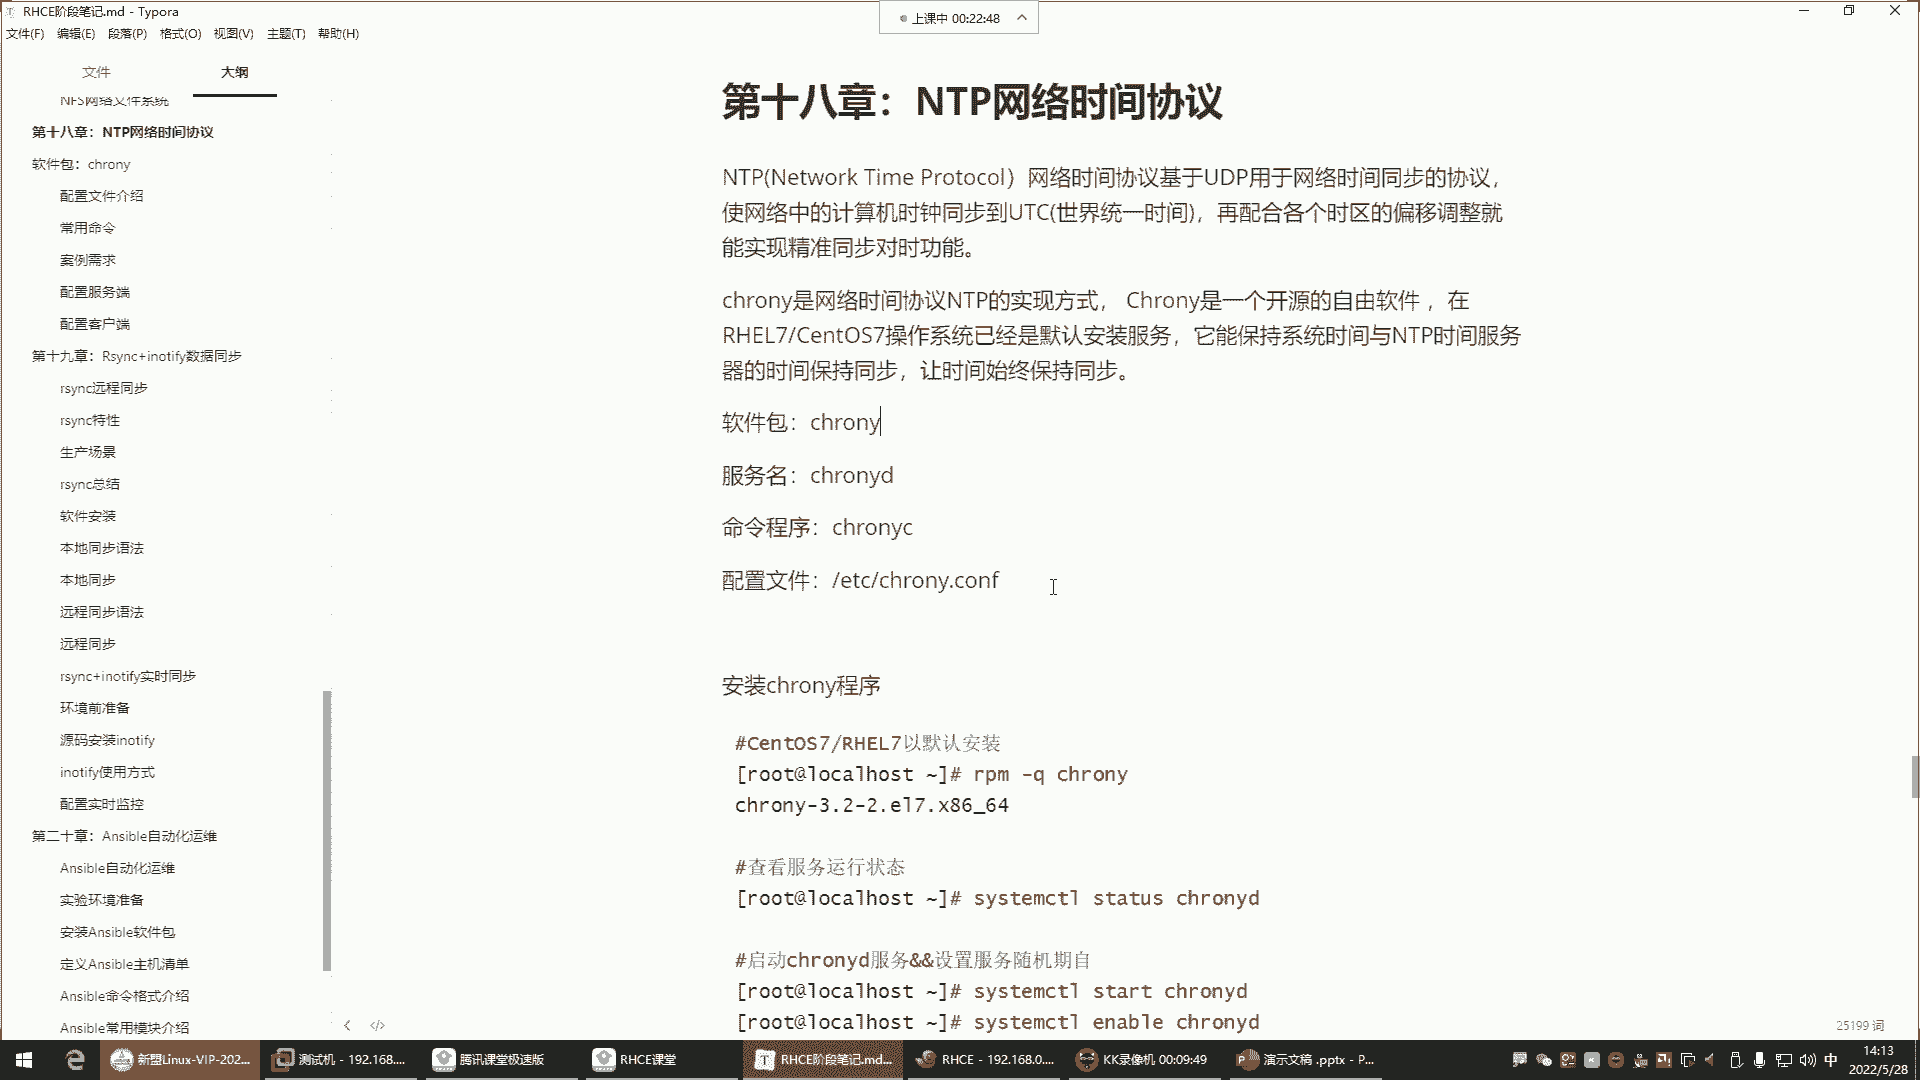 RHCE阶段笔记.md - Typora
上课中 00:22:48
文件(F) 编辑(E) 段落(P) 格式(O) 视图(V) 主题(T) 帮助(H)
文件 大纲
NFS网络文件系统
第十八章：NTP网络时间协议
软件包：chrony
配置文件介绍
常用命令
案例需求
配置服务端
配置客户端
第十九章：Rsync+inotify数据同步
rsync远程同步
rsync特性
生产场景
rsync总结
软件安装
本地同步语法
本地同步
远程同步语法
远程同步
rsync+inotify实时同步
环境前准备
源码安装inotify
inotify使用方式
配置实时监控
第二十章：Ansible自动化运维
Ansible自动化运维
实验环境准备
安装Ansible软件包
定义Ansible主机清单
Ansible命令格式介绍
Ansible常用模块介绍
第十八章：NTP网络时间协议
NTP(Network Time Protocol）网络时间协议基于UDP用于网络时间同步的协议，
使网络中的计算机时钟同步到UTC(世界统一时间)，再配合各个时区的偏移调整就
能实现精准同步对时功能。
chrony是网络时间协议NTP的实现方式， Chrony是一个开源的自由软件 ，在
RHEL7/CentOS7操作系统已经是默认安装服务，它能保持系统时间与NTP时间服务
器的时间保持同步，让时间始终保持同步。
软件包：chrony
服务名：chronyd
命令程序：chronyc
配置文件：/etc/chrony.conf
安装chrony程序
#CentOS7/RHEL7以默认安装
[root@localhost ~]# rpm -q chrony
chrony-3.2-2.el7.x86_64
#查看服务运行状态
[root@localhost ~]# systemctl status chronyd
#启动chronyd服务&&设置服务随机期自
[root@localhost ~]# systemctl start chronyd
[root@localhost ~]# systemctl enable chronyd
25199 词
新盟Linux-VIP-202... 测试机 - 192.168.... 腾讯课堂极速版 RHCE课堂 RHCE阶段笔记.md... RHCE - 192.168.0.... KK录像机 00:09:49 演示文稿 .pptx - P... 中 14:13
2022/5/28